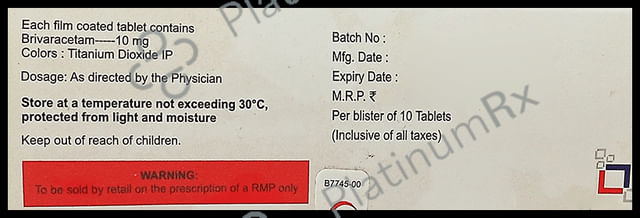 Each film coated tablet contains
Brivaracetam-----10 mg
Colors : Titanium Dioxide IP
Dosage: As directed by the Physician
Store at a temperature not exceeding 30°C,
protected from light and moisture
Keep out of reach of children.
WARNING:
To be sold by retail on the prescription of a RMP only
Batch No :
Mfg. Date :
Expiry Date :
M.R.P. ₹
Per blister of 10 Tablets
(Inclusive of all taxes)
B7745-00
PlatinumRx